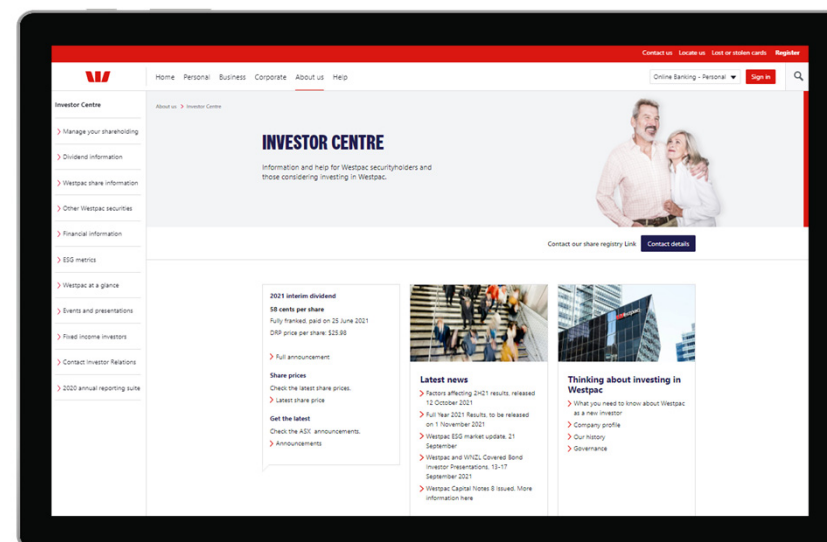 Contact us Locate us Lost or stolen cards Register
Home Personal Business Corporate About us Help
Online Banking - Personal
Sign in
Investor Centre
About us > Investor Centre
Manage your shareholding
Dividend information
Westpac share information
Other Westpac securities
Financial information
ESG metrics
Westpac at a glance
Events and presentations
Fixed income investors
Contact Investor Relations
2020 annual reporting suite
INVESTOR CENTRE
Information and help for Westpac securityholders and
those considering investing in Westpac.
Contact our share registry Link
Contact details
2021 interim dividend
58 cents per share
Fully franked, paid on 25 June 2021
DRP price per share: $25.98
Full announcement
Share prices
Check the latest share prices.
Latest share price
Get the latest
Check the ASX announcements.
Announcements
Latest news
Factors affecting 2H21 results, released
12 October 2021
Full Year 2021 Results, to be released
on 1 November 2021
Westpac ESG market update, 21
September
Westpac and WNZL Covered Bond
Investor Presentations, 13-17
September 2021
Westpac Capital Notes 8 Issued. More
information here
Thinking about investing in
Westpac
What you need to know about Westpac
as a new investor
Company profile
Our history
Governance